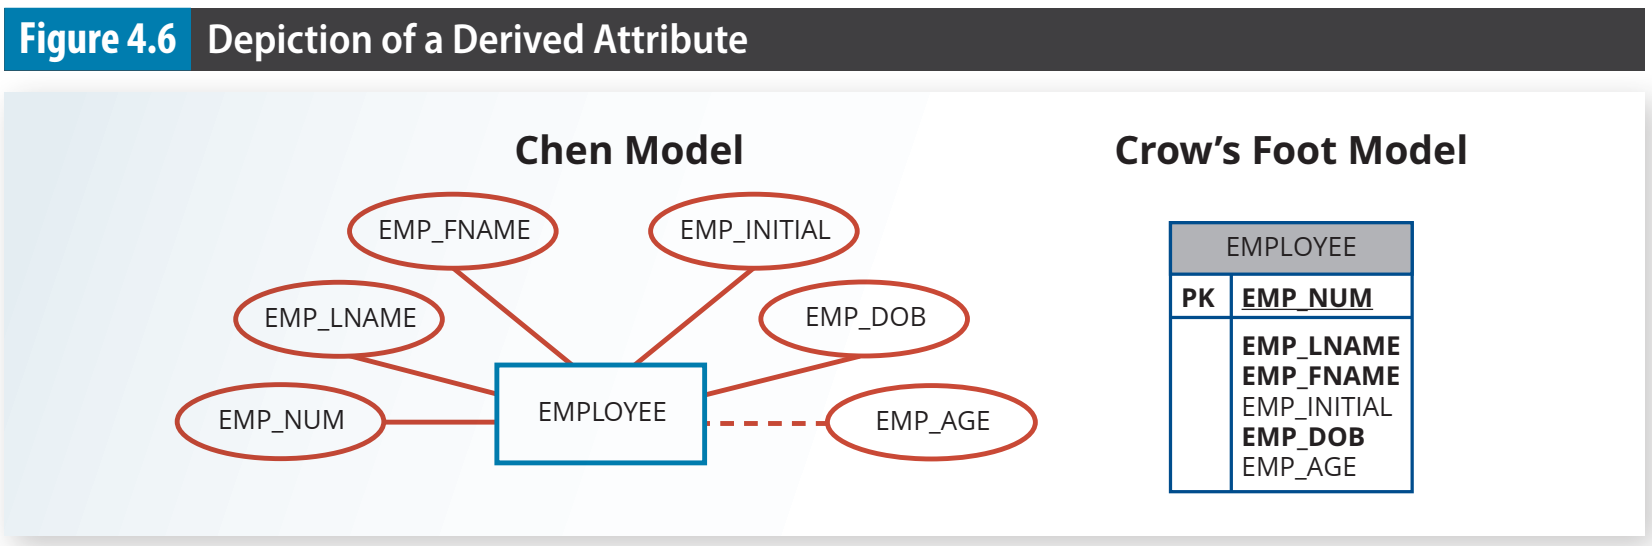 Figure 4.6 Depiction of a Derived Attribute
Chen Model
EMP_FNAME
EMP_INITIAL
EMP_LNAME
EMP_DOB
EMP_NUM
EMPLOYEE
EMP_AGE
Crow’s Foot Model
EMPLOYEE
PK EMP_NUM
EMP_LNAME
EMP_FNAME
EMP_INITIAL
EMP_DOB
EMP_AGE